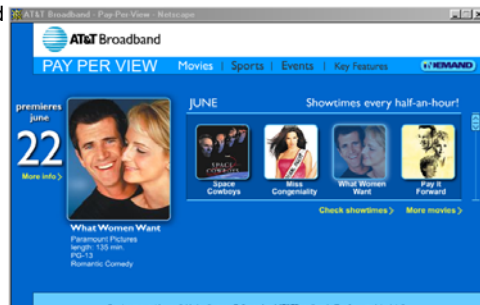 d
AT&T Broadband - Pay-Per-View - Netscape
AT&T Broadband
PAY PER VIEW Movies | Sports | Events | Key Features
premieres
june
22
More info >
JUNE Showtimes every half-an-hour!
SPACE
COWBOYS
Space
Cowboys
Miss
Congeniality
What Women
Want
Pay It
Forward
Check showtimes > More movies >
What Women Want
Paramount Pictures
length: 135 min.
PG-13
Romantic Comedy